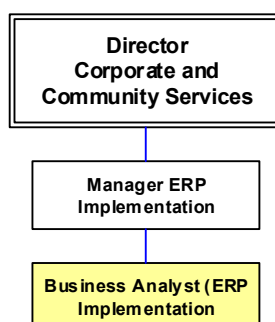 Director
Corporate and
Community Services
Manager ERP
Implementation
Business Analyst (ERP
Implementation